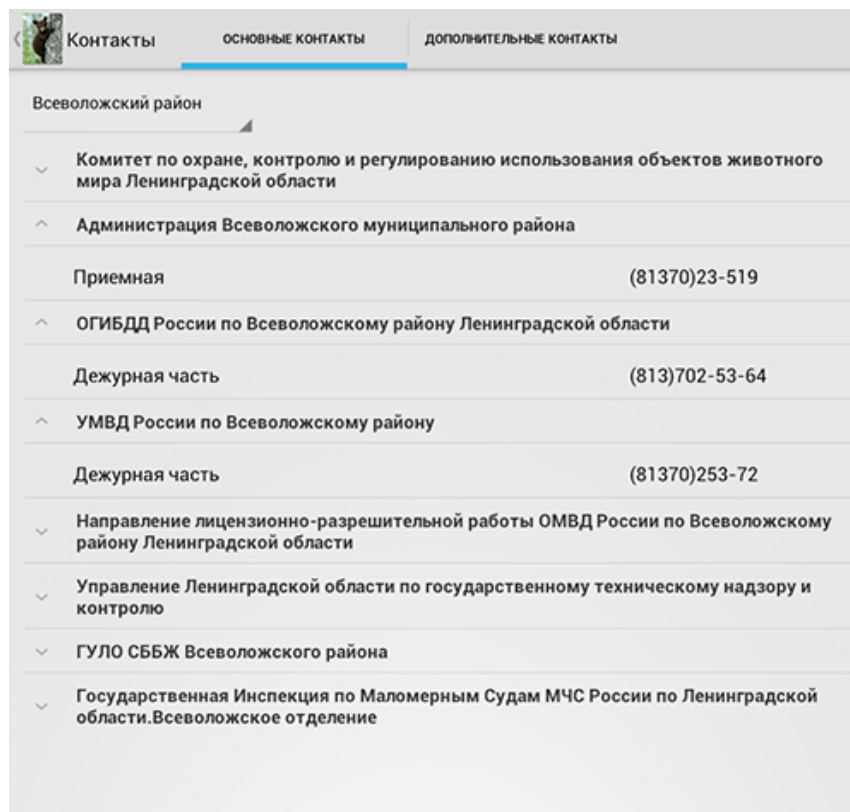 Контакты
ОСНОВНЫЕ КОНТАКТЫ
ДОПОЛНИТЕЛЬНЫЕ КОНТАКТЫ
Всеволожский район
Комитет по охране, контролю и регулированию использования объектов животного
мира Ленинградской области
Администрация Всеволожского муниципального района
Приемная (81370)23-519
ОГИБДД России по Всеволожскому району Ленинградской области
Дежурная часть (813)702-53-64
УМВД России по Всеволожскому району
Дежурная часть (81370)253-72
Направление лицензионно-разрешительной работы ОМВД России по Всеволожскому
району Ленинградской области
Управление Ленинградской области по государственному техническому надзору и
контролю
ГУЛО СББЖ Всеволожского района
Государственная Инспекция по Маломерным Судам МЧС России по Ленинградской
области.Всеволожское отделение